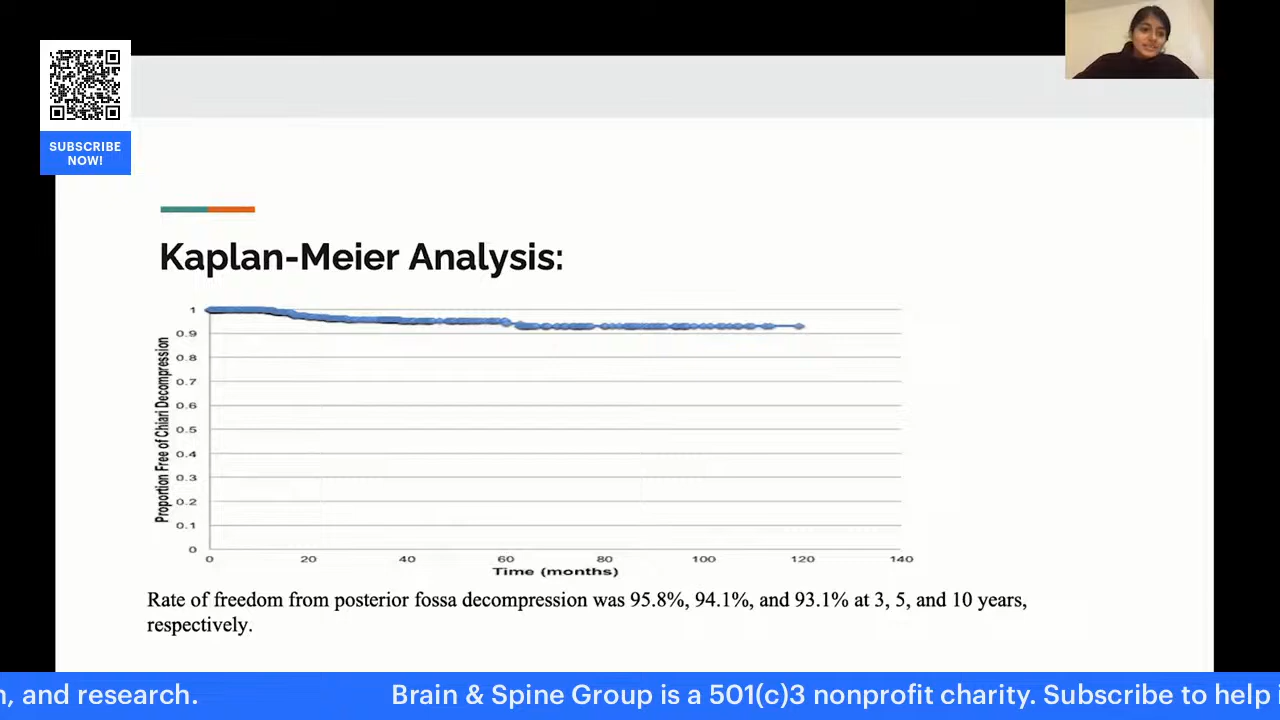 SUBSCRIBE
NOW!
Kaplan-Meier Analysis:
Proportion Free of Chiari Decompression
1
0.9
0.8
0.7
0.6
0.5
0.4
0.3
0.2
0.1
0
0 20 40 60 80 100 120 140
Time (months)
Rate of freedom from posterior fossa decompression was 95.8%, 94.1%, and 93.1% at 3, 5, and 10 years,
respectively.
, and research. Brain & Spine Group is a 501(c)3 nonprofit charity. Subscribe to help